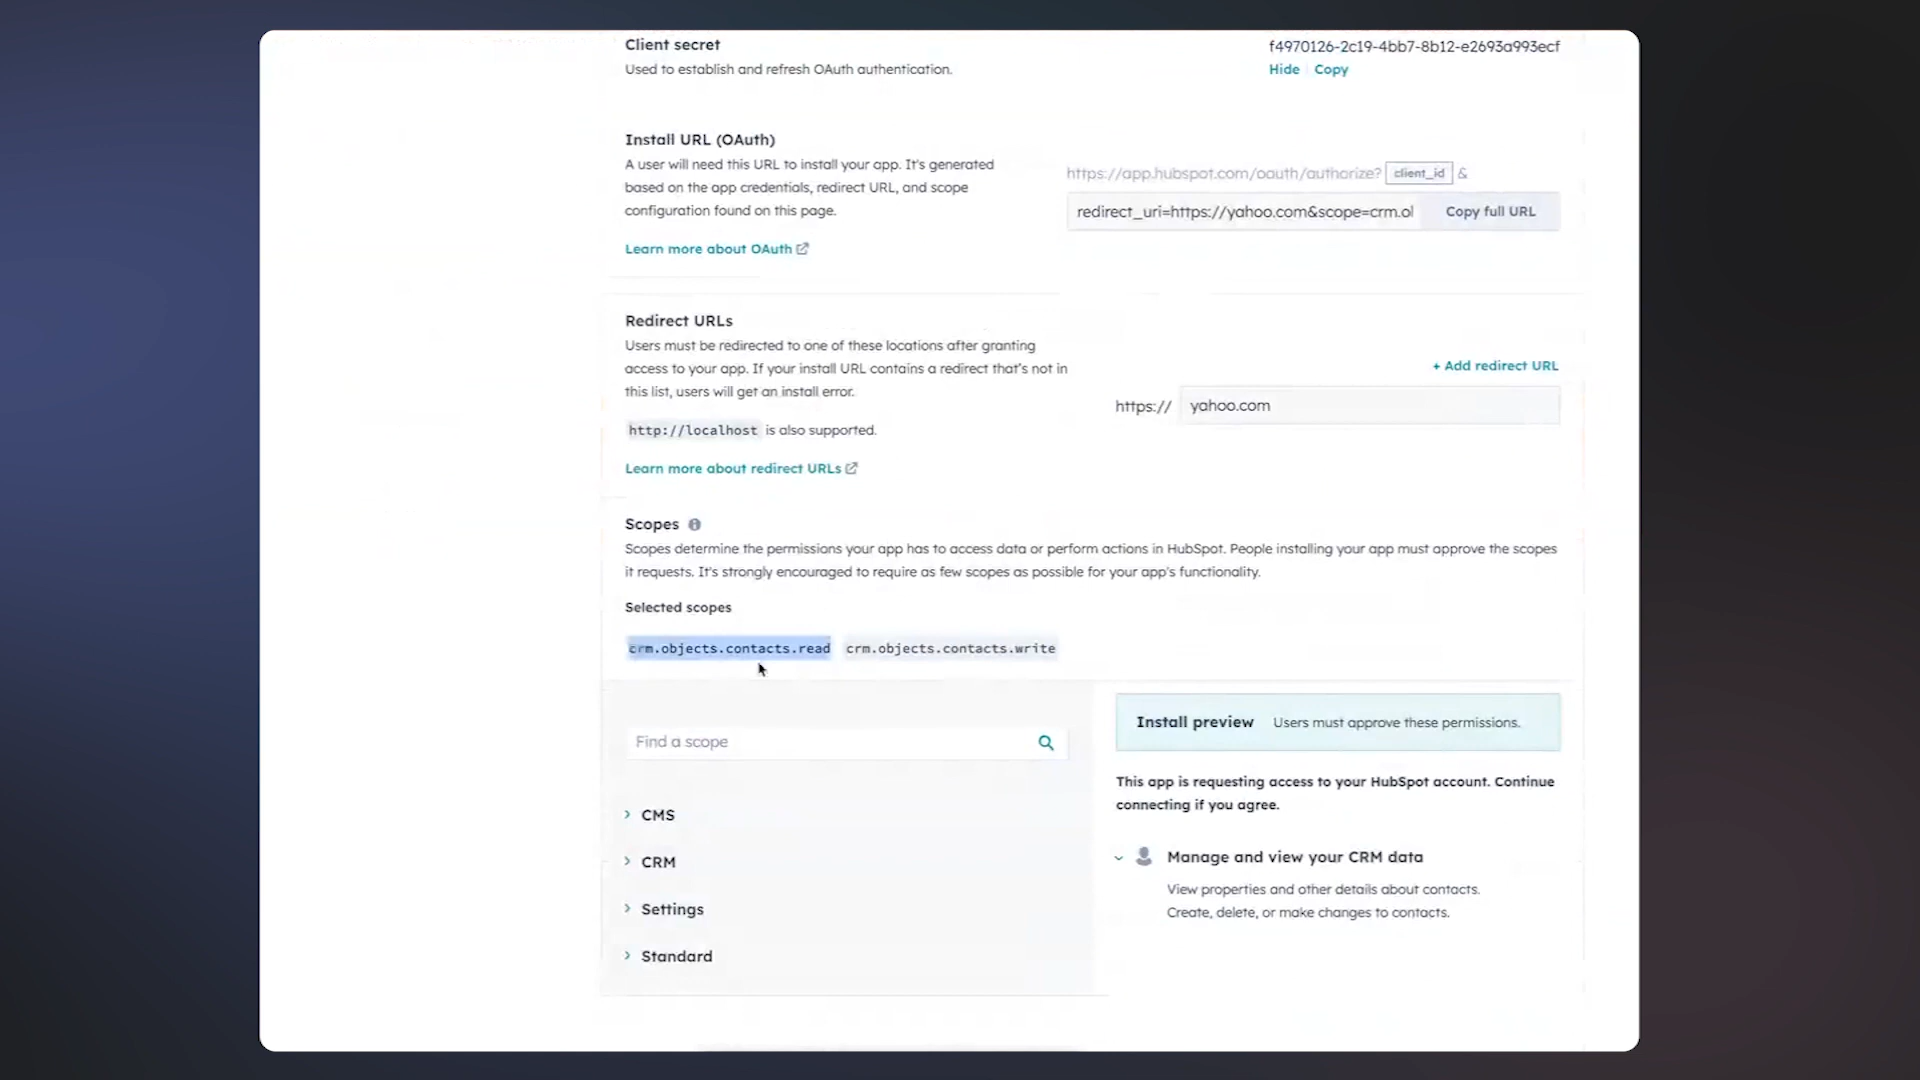 Client secret
f4970126-2c19-4bb7-8b12-e2693a993ecf
Used to establish and refresh OAuth authentication.
Hide Copy
Install URL (OAuth)
A user will need this URL to install your app. It's generated
based on the app credentials, redirect URL, and scope
configuration found on this page.
Learn more about OAuth
https://app.hubspot.com/oauth/authorize? client_id &
redirect_uri=https://yahoo.com&scope=crm.ol
Copy full URL
Redirect URLs
Users must be redirected to one of these locations after granting
access to your app. If your install URL contains a redirect that's not in
this list, users will get an install error.
http://localhost is also supported.
Learn more about redirect URLs
+ Add redirect URL
https:// yahoo.com
Scopes
Scopes determine the permissions your app has to access data or perform actions in HubSpot. People installing your app must approve the scopes
it requests. It's strongly encouraged to require as few scopes as possible for your app's functionality.
Selected scopes
crm.objects.contacts.read crm.objects.contacts.write
Find a scope
CMS
CRM
Settings
Standard
Install preview Users must approve these permissions.
This app is requesting access to your HubSpot account. Continue
connecting if you agree.
Manage and view your CRM data
View properties and other details about contacts.
Create, delete, or make changes to contacts.